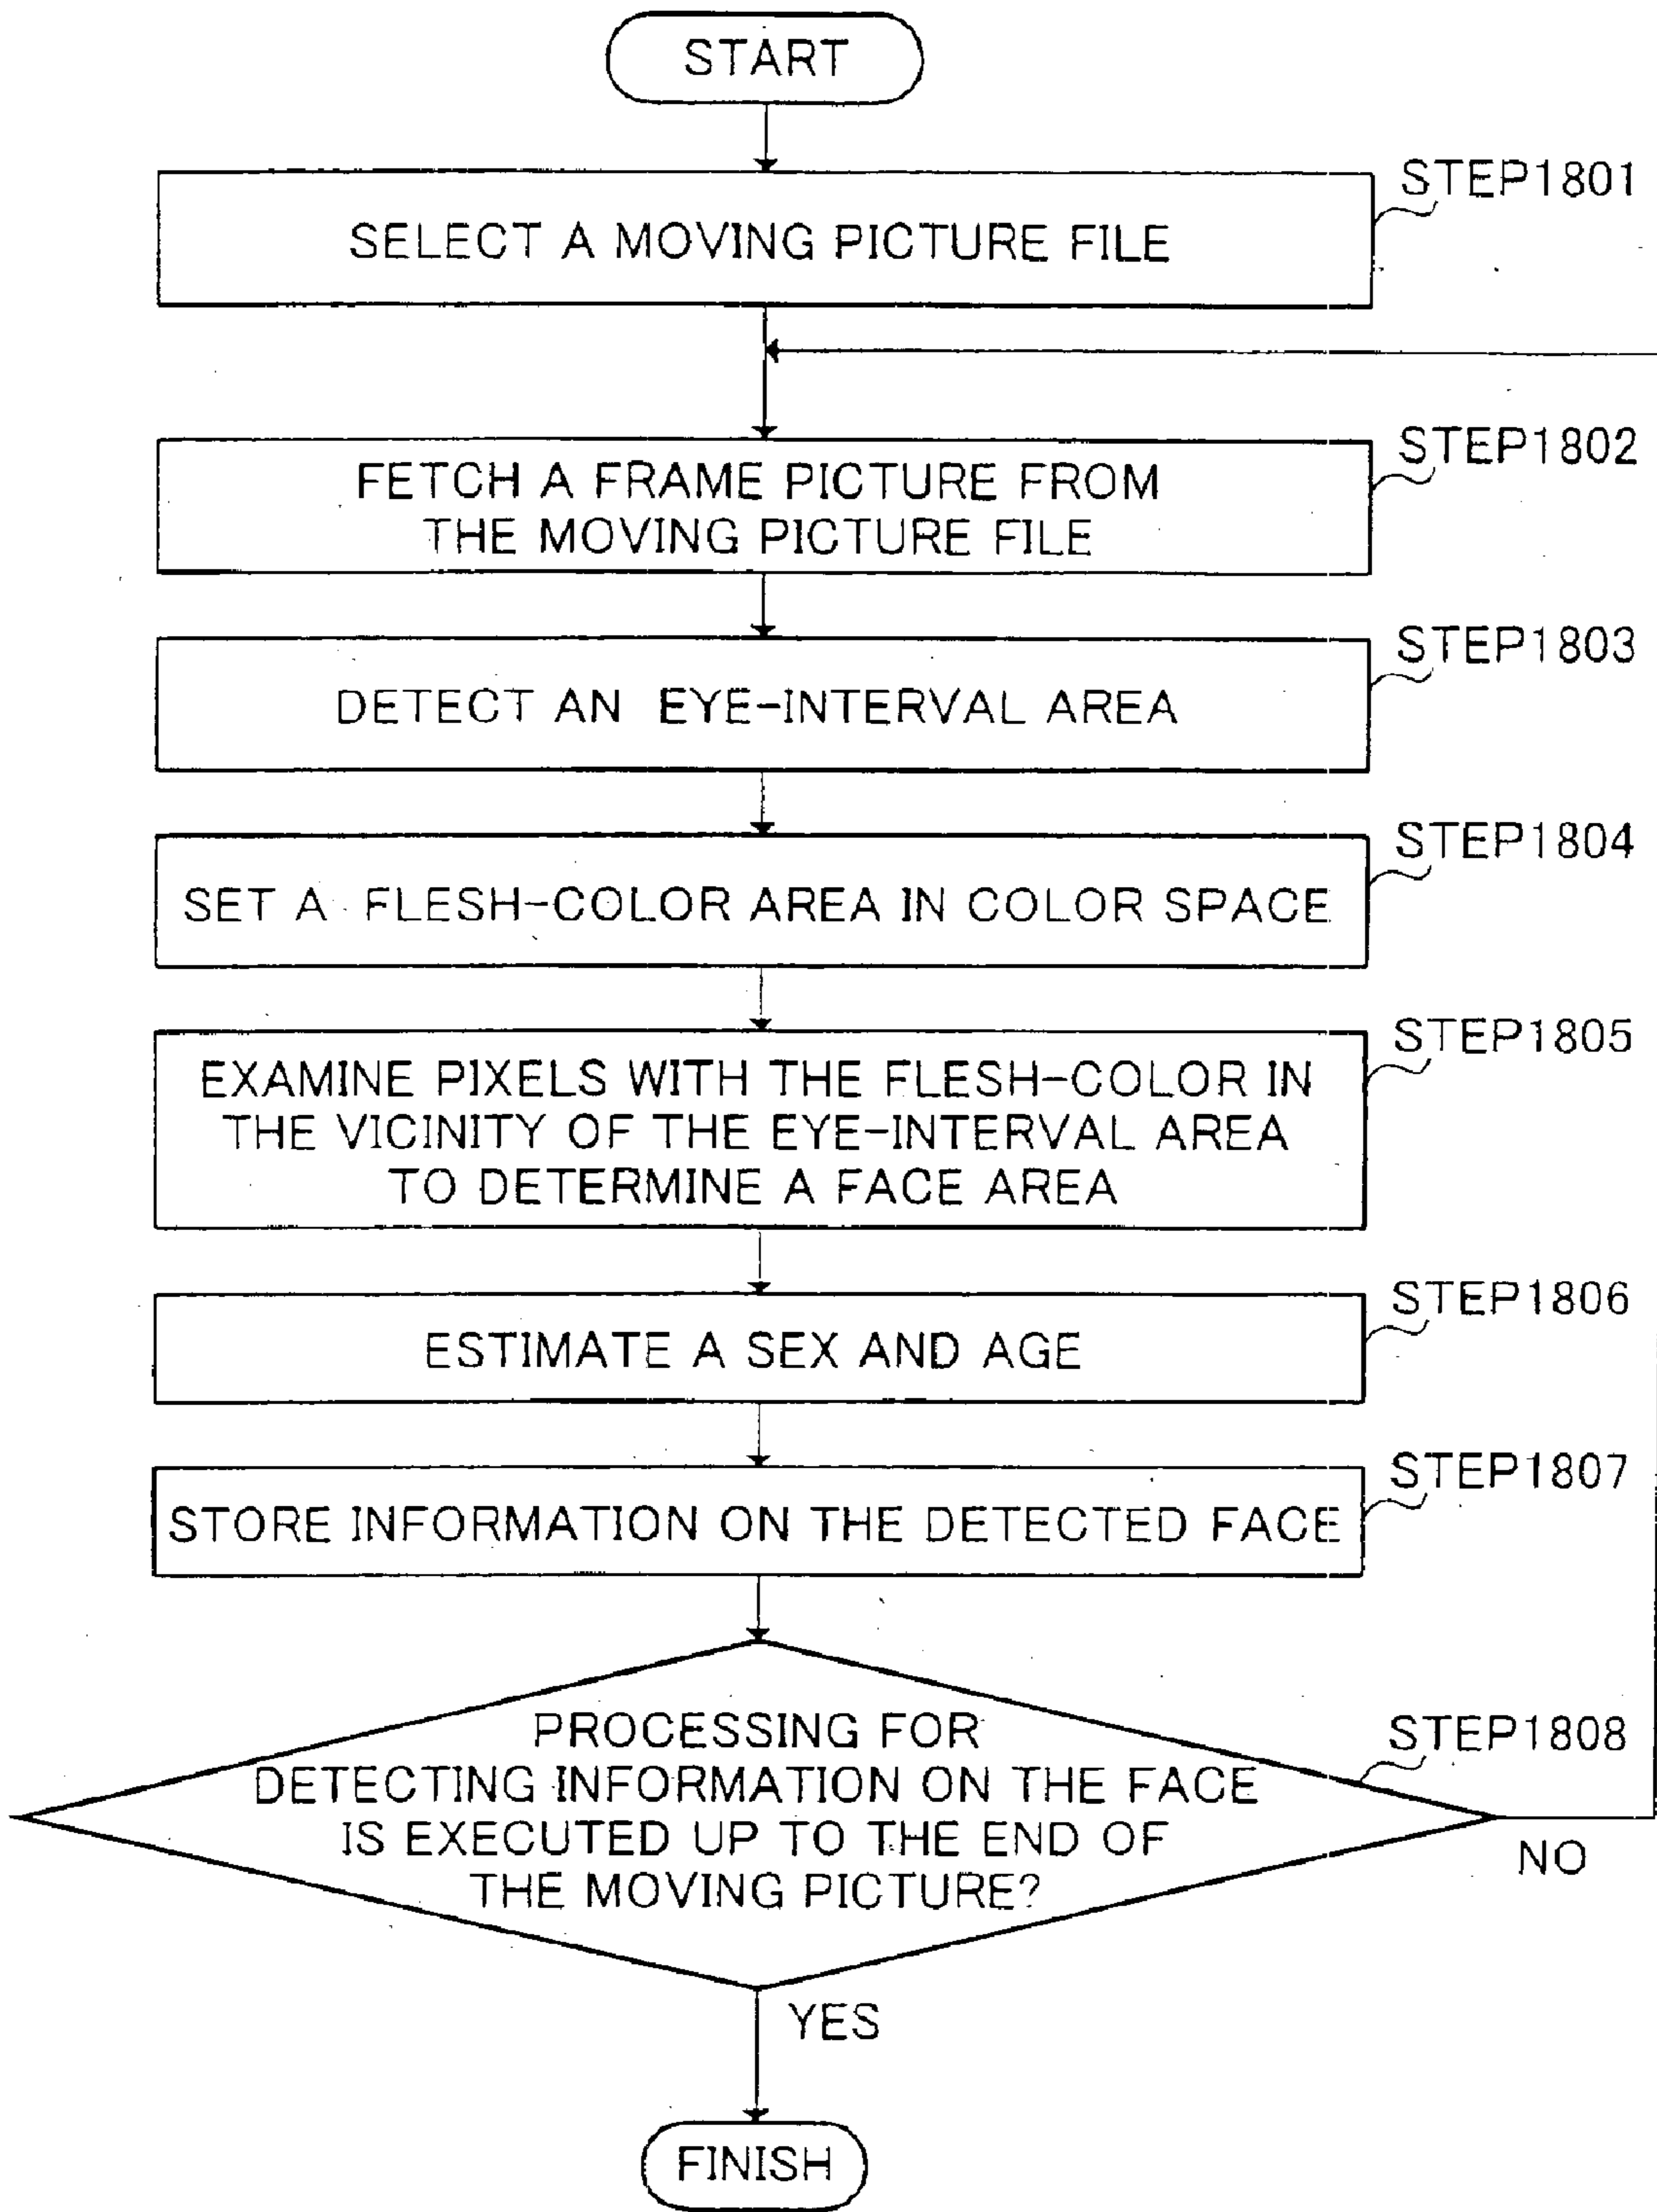 START
STEP1801
SELECT A MOVING PICTURE FILE
STEP1802
FETCH A FRAME PICTURE FROM
THE MOVING PICTURE FILE
STEP1803
DETECT AN EYE-INTERVAL AREA
STEP1804
SET A FLESH-COLOR AREA IN COLOR SPACE
STEP1805
EXAMINE PIXELS WITH THE FLESH-COLOR IN
THE VICINITY OF THE EYE-INTERVAL AREA
TO DETERMINE A FACE AREA
STEP1806
ESTIMATE A SEX AND AGE
STEP1807
STORE INFORMATION ON THE DETECTED FACE
STEP1808
PROCESSING FOR
DETECTING INFORMATION ON THE FACE
IS EXECUTED UP TO THE END OF
THE MOVING PICTURE?
NO
YES
FINISH